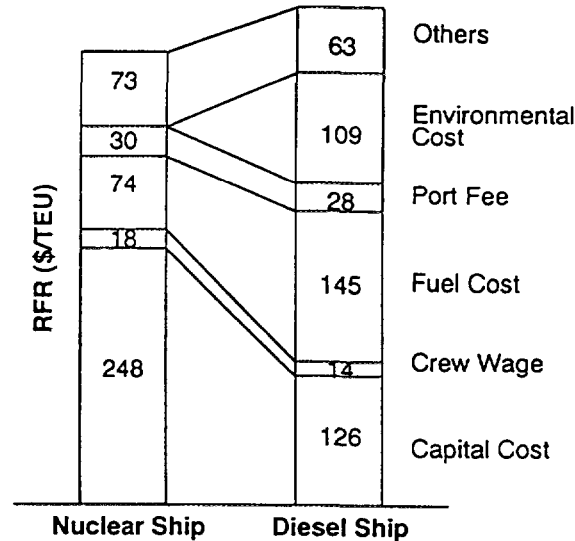 63
Others
73
Environmental
Cost
109
30
28
Port Fee
74
18
145
Fuel Cost
RFR ($/TEU)
248
14
Crew Wage
126
Capital Cost
Nuclear Ship
Diesel Ship